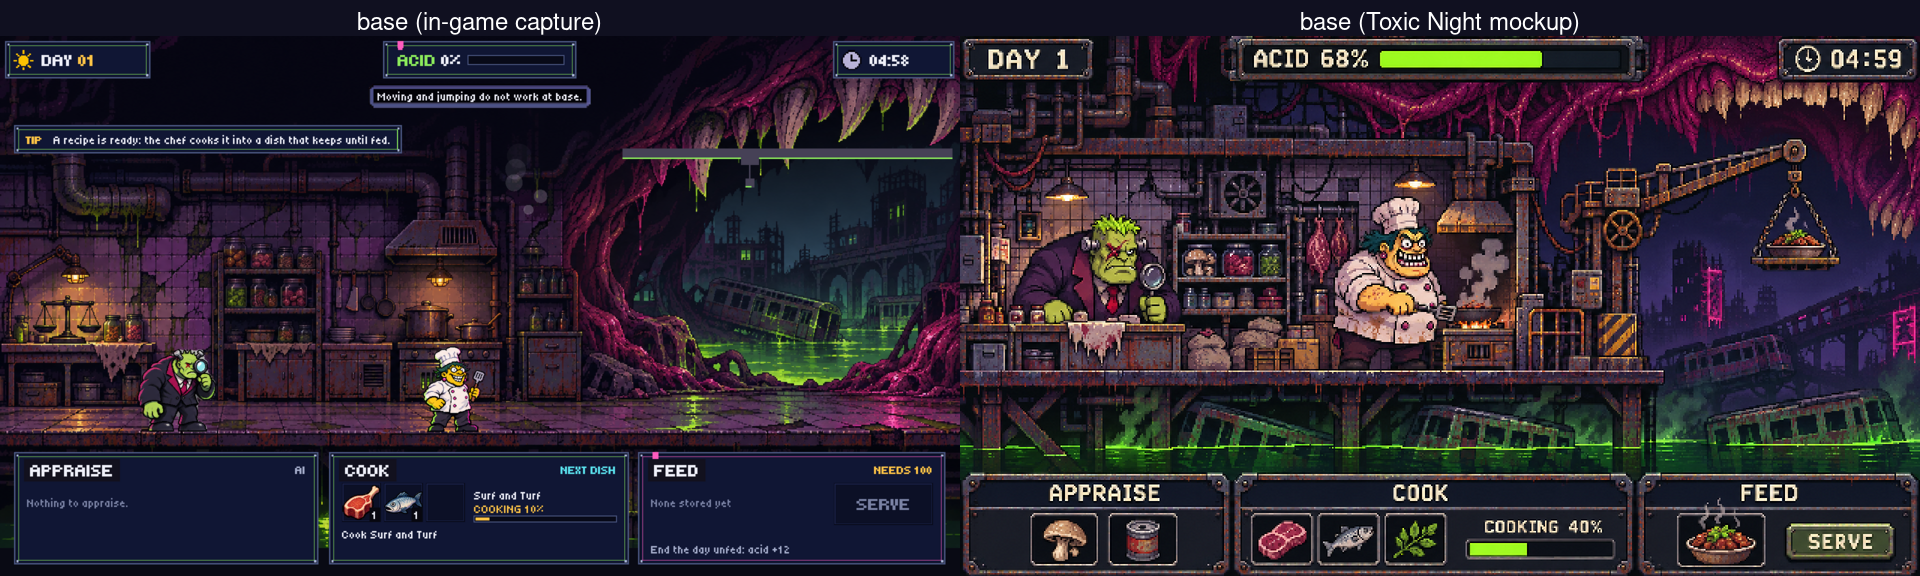 base (in-game capture)
DAY 01
ACID 0%
04:58
Moving and jumping do not work at base.
TIP A recipe is ready: the chef cooks it into a dish that keeps until fed.
APPRAISE AI
Nothing to appraise.
COOK NEXT DISH
1 1
Surf and Turf
COOKING 10%
Cook Surf and Turf
FEED NEEDS 100
None stored yet
SERVE
End the day unfed: acid +12
base (Toxic Night mockup)
DAY 1
ACID 68%
04:59
APPRAISE
COOK
COOKING 40%
FEED
SERVE